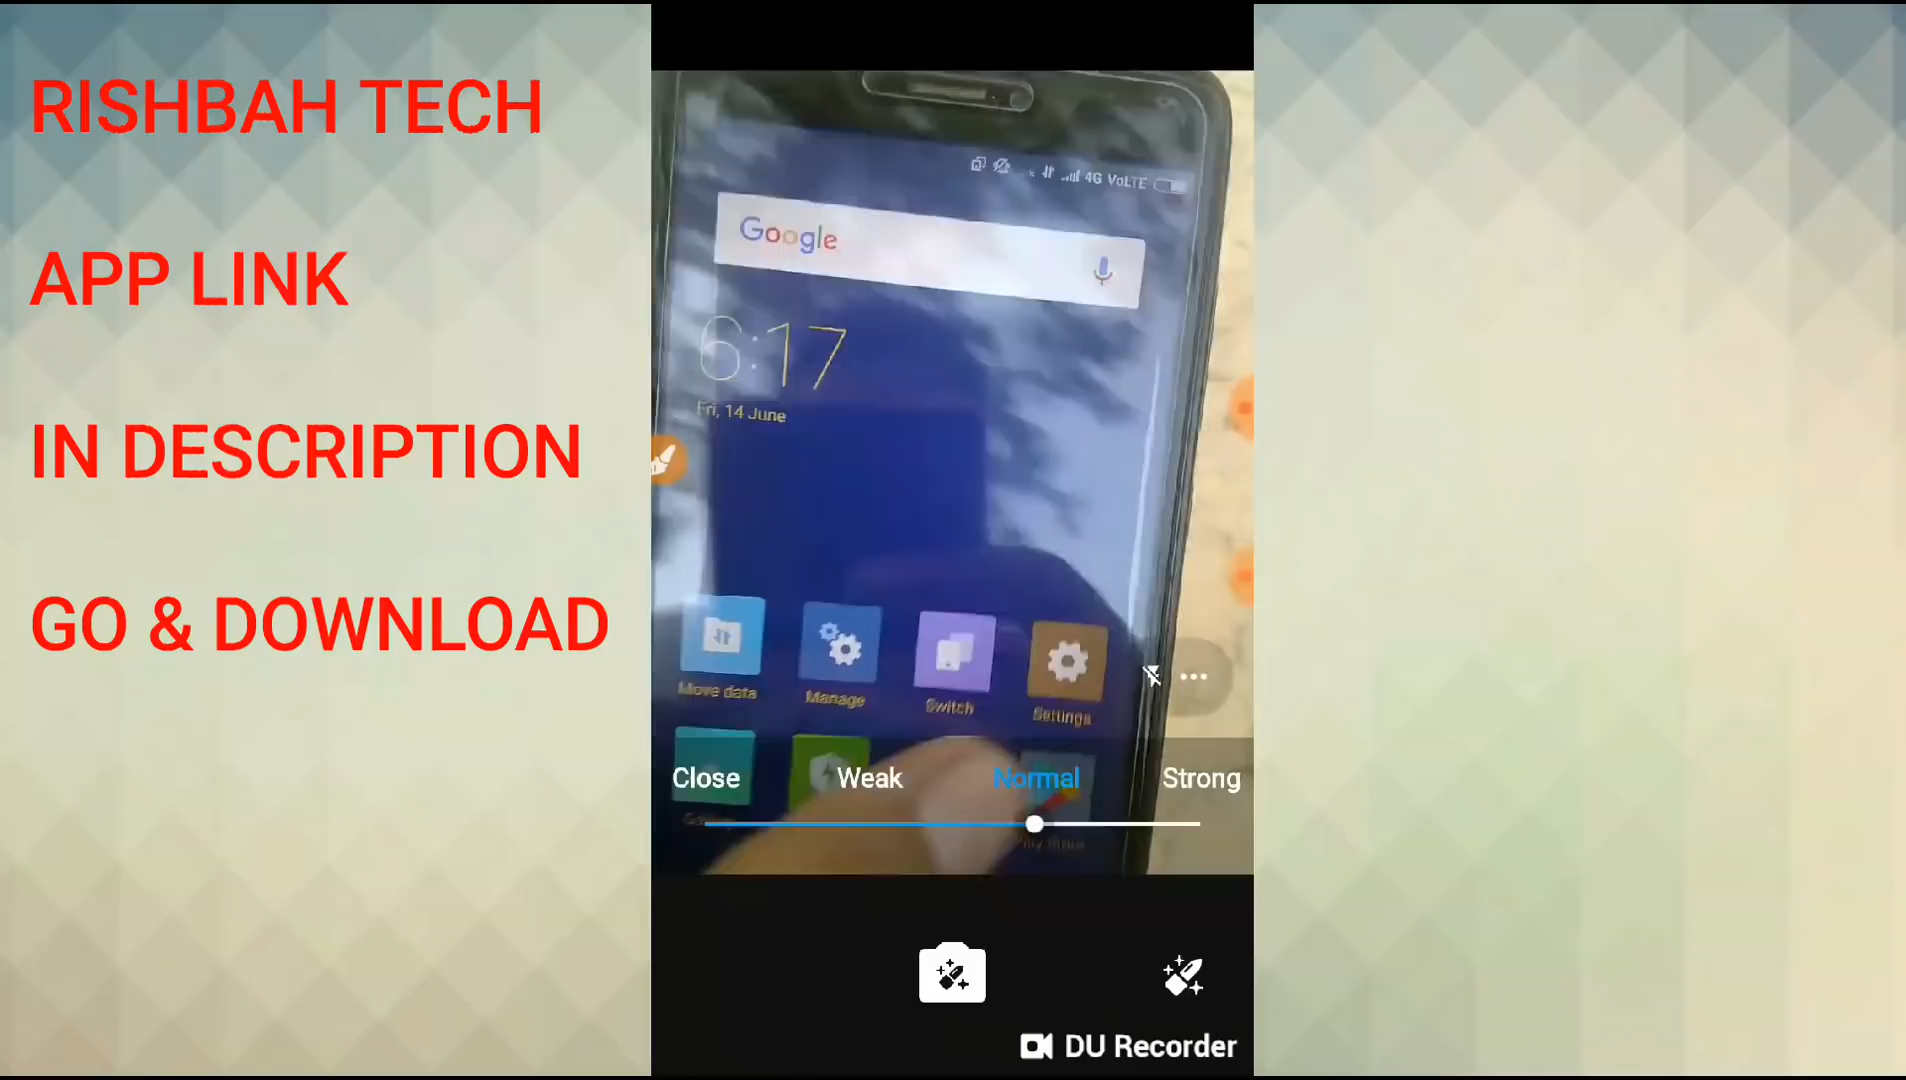 RISHBAH TECH
APP LINK
IN DESCRIPTION
GO & DOWNLOAD
4G VoLTE
Google
6:17
Fri, 14 June
Move data
Manage
Switch
Settings
Close
Weak
Normal
Strong
DU Recorder